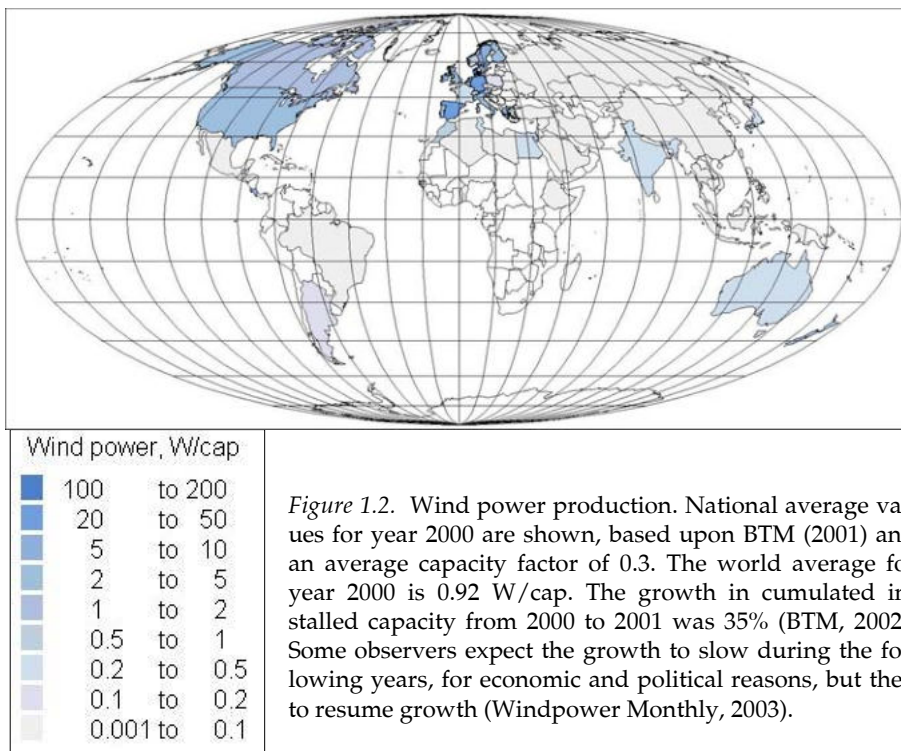 Wind power, W/cap
100 to 200
20 to 50
5 to 10
2 to 5
1 to 2
0.5 to 1
0.2 to 0.5
0.1 to 0.2
0.001 to 0.1
Figure 1.2. Wind power production. National average va
ues for year 2000 are shown, based upon BTM (2001) an
an average capacity factor of 0.3. The world average fo
year 2000 is 0.92 W/cap. The growth in cumulated in
stalled capacity from 2000 to 2001 was 35% (BTM, 2002
Some observers expect the growth to slow during the fo
lowing years, for economic and political reasons, but the
to resume growth (Windpower Monthly, 2003).